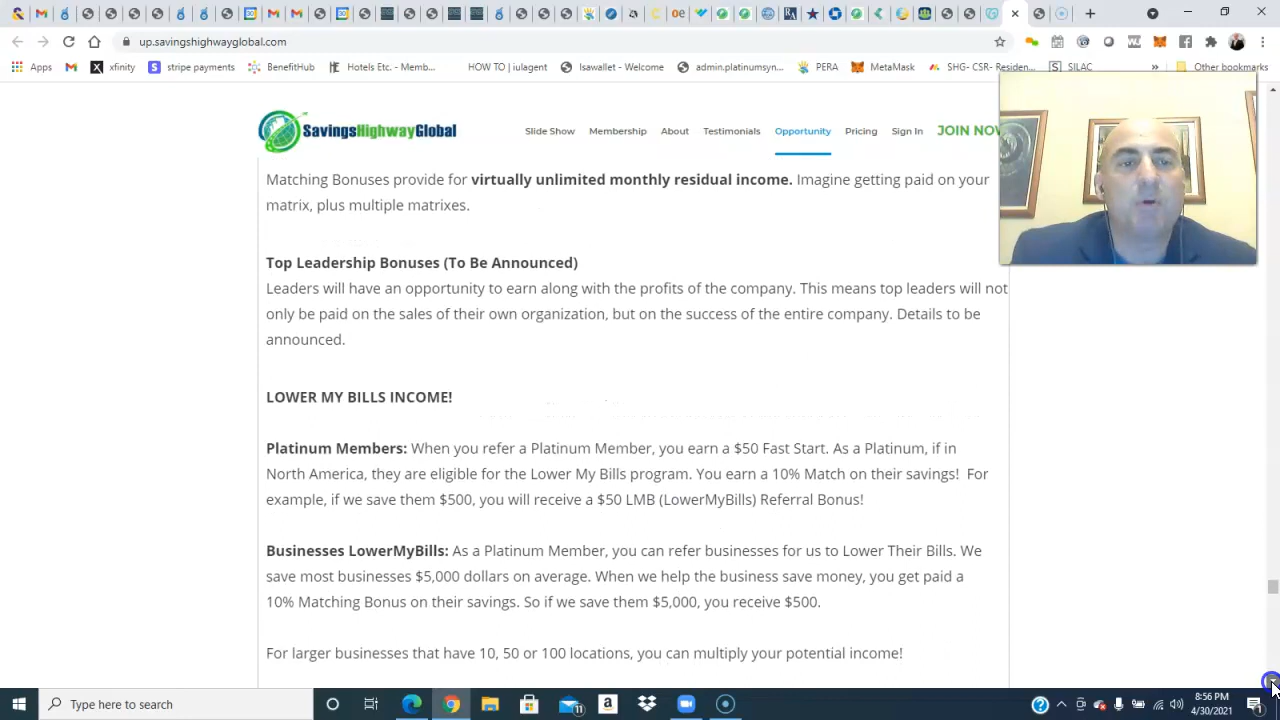 up.savingshighwayglobal.com
Apps xfinity stripe payments BenefitHub Hotels Etc. - Memb... HOW TO | iulagent Isawallet - Welcome admin.platinumsyn... PERA MetaMask SHG- CSR- Residen... SILAC » Other bookmarks
SavingsHighwayGlobal Slide Show Membership About Testimonials Opportunity Pricing Sign In JOIN NOW
Matching Bonuses provide for virtually unlimited monthly residual income. Imagine getting paid on your
matrix, plus multiple matrixes.
Top Leadership Bonuses (To Be Announced)
Leaders will have an opportunity to earn along with the profits of the company. This means top leaders will not
only be paid on the sales of their own organization, but on the success of the entire company. Details to be
announced.
LOWER MY BILLS INCOME!
Platinum Members: When you refer a Platinum Member, you earn a $50 Fast Start. As a Platinum, if in
North America, they are eligible for the Lower My Bills program. You earn a 10% Match on their savings! For
example, if we save them $500, you will receive a $50 LMB (LowerMyBills) Referral Bonus!
Businesses LowerMyBills: As a Platinum Member, you can refer businesses for us to Lower Their Bills. We
save most businesses $5,000 dollars on average. When we help the business save money, you get paid a
10% Matching Bonus on their savings. So if we save them $5,000, you receive $500.
For larger businesses that have 10, 50 or 100 locations, you can multiply your potential income!
Type here to search
8:56 PM
4/30/2021